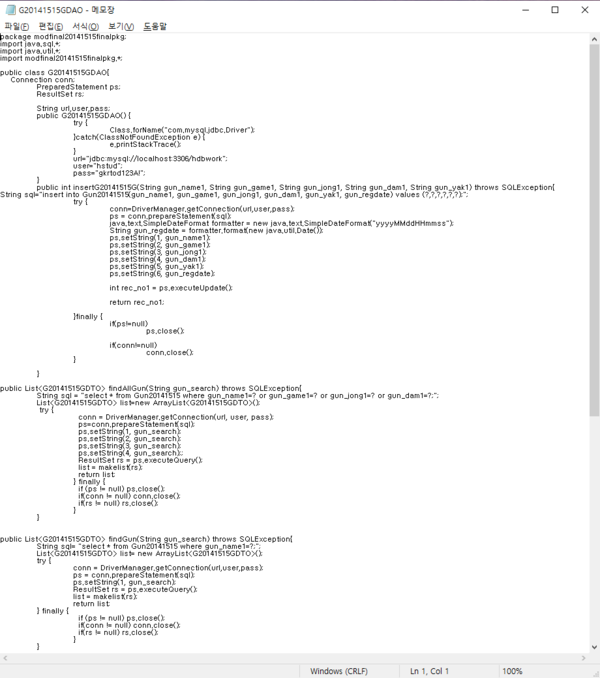 G20141515GDAO - 메모장
파일(F) 편집(E) 서식(O) 보기(V) 도움말
package modfinal20141515finalpkg;
import java.sql.*;
import java.util.*;
import modfinal20141515finalpkg.*;
public class G20141515GDAO{
Connection conn;
PreparedStatement ps;
ResultSet rs;
String url,user,pass;
public G20141515GDAO() {
try {
Class.forName("com.mysql.jdbc.Driver");
}catch(ClassNotFoundException e) {
e.printStackTrace();
}
url="jdbc:mysql://localhost:3306/hdbwork";
user="hstud";
pass="gkrtod123A!";
}
public int insertG20141515G(String gun_name1, String gun_game1, String gun_jong1, String gun_dam1, String gun_yak1) throws SQLException{
String sql="insert into Gun20141515(gun_name1, gun_game1, gun_jong1, gun_dam1, gun_yak1, gun_regdate) values (?,?,?,?,?,?);";
try {
conn=DriverManager.getConnection(url,user,pass);
ps = conn.prepareStatement(sql);
java.text.SimpleDateFormat formatter = new java.text.SimpleDateFormat("yyyyMMddHHmmss");
String gun_regdate = formatter.format(new java.util.Date());
ps.setString(1, gun_name1);
ps.setString(2, gun_game1);
ps.setString(3, gun_jong1);
ps.setString(4, gun_dam1);
ps.setString(5, gun_yak1);
ps.setString(6, gun_regdate);
int rec_no1 = ps.executeUpdate();
return rec_no1;
}finally {
if(ps!=null)
ps.close();
if(conn!=null)
conn.close();
}
}
public List<G20141515GDTO> findAllGun(String gun_search) throws SQLException{
String sql = "select * from Gun20141515 where gun_name1=? or gun_game1=? or gun_jong1=? or gun_dam1=?;";
List<G20141515GDTO> list=new ArrayList<G20141515GDTO>();
try {
conn = DriverManager.getConnection(url, user, pass);
ps=conn.prepareStatement(sql);
ps.setString(1, gun_search);
ps.setString(2, gun_search);
ps.setString(3, gun_search);
ps.setString(4, gun_search);;
ResultSet rs = ps.executeQuery();
list = makelist(rs);
return list;
} finally {
if (ps != null) ps.close();
if(conn != null) conn.close();
if(rs != null) rs.close();
}
}
public List<G20141515GDTO> findGun(String gun_search) throws SQLException{
String sql= "select * from Gun20141515 where gun_name1=?;";
List<G20141515GDTO> list= new ArrayList<G20141515GDTO>();
try {
conn = DriverManager.getConnection(url,user,pass);
ps = conn.prepareStatement(sql);
ps.setString(1, gun_search);
ResultSet rs = ps.executeQuery();
list = makelist(rs);
return list;
} finally {
if (ps != null) ps.close();
if(conn != null) conn.close();
if(rs != null) rs.close();
}
}
Windows (CRLF) Ln 1, Col 1 100%